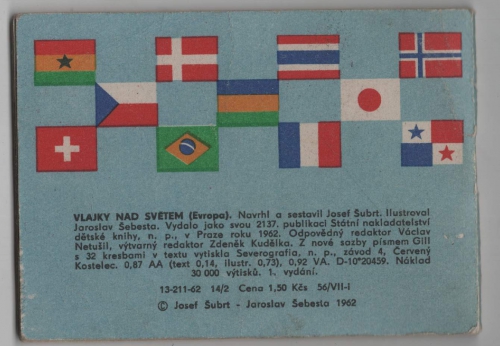 VLAJKY NAD SVĚTEM (Evropa). Navrhl a sestavil Josef Šubrt. Ilustroval
Jaroslav Šebesta. Vydalo jako svou 2137. publikaci Státní nakladatelství
dětské knihy, n. p., v Praze roku 1962. Odpovědný redaktor Václav
Netušil, výtvarný redaktor Zdeněk Kudělka. Z nové sazby písmem Gill
s 32 kresbami v textu vytiskla Severografia, n. p., závod 4, Červený
Kostelec. 0,87 AA (text 0,14, ilustr. 0,73), 0,92 VA. D-10*20459. Náklad
30 000 výtisků. 1. vydání.
13-211-62 14/2 Cena 1,50 Kčs 56/VII-i
© Josef Šubrt - Jaroslav Šebesta 1962